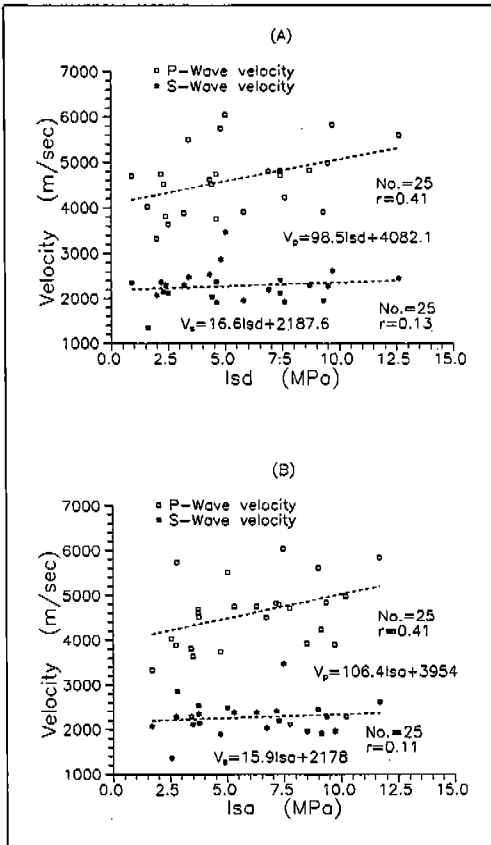 (A)
P-Wave velocity
S-Wave velocity
7000
6000
5000
4000
3000
2000
1000
Velocity (m/sec)
No.=25
r=0.41
Vp=98.5Isd+4082.1
No.=25
r=0.13
Vs=16.6Isd+2187.6
0.0 2.5 5.0 7.5 10.0 12.5 15.0
Isd (MPa)
(B)
P-Wave velocity
S-Wave velocity
7000
6000
5000
4000
3000
2000
1000
Velocity (m/sec)
No.=25
r=0.41
Vp=106.4Isa+3954
No.=25
r=0.11
Vs=15.9Isa+2178
0.0 2.5 5.0 7.5 10.0 12.5 15.0
Isa (MPa)